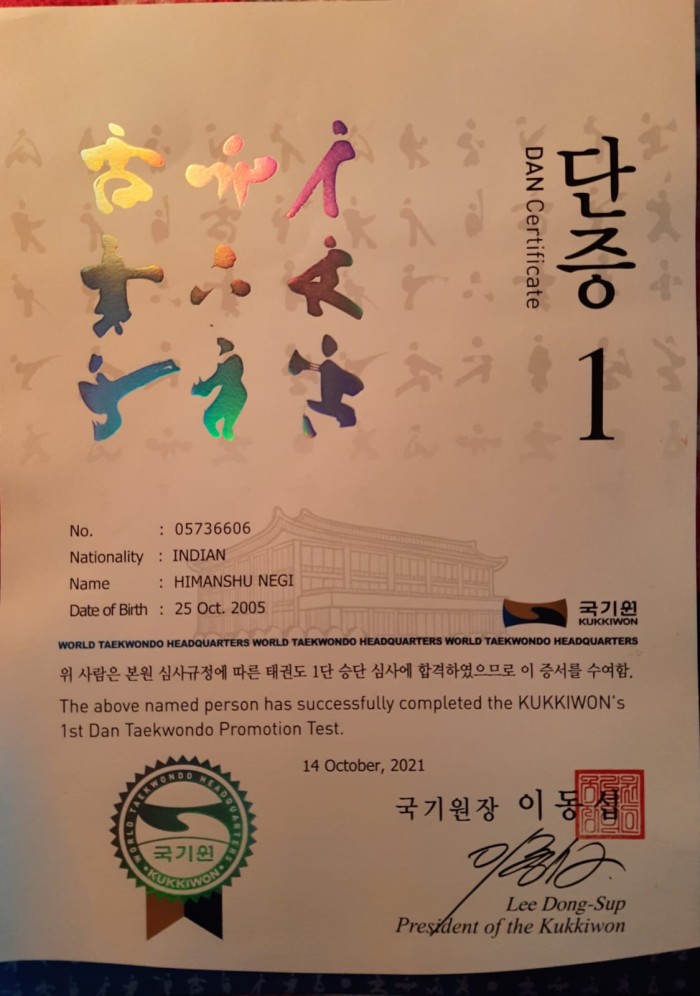 단증 1
DAN Certificate
No. : 05736606
Nationality : INDIAN
Name : HIMANSHU NEGI
Date of Birth : 25 Oct. 2005
국기원
KUKKIWON
WORLD TAEKWONDO HEADQUARTERS WORLD TAEKWONDO HEADQUARTERS WORLD TAEKWONDO HEADQUARTERS
위 사람은 본원 심사규정에 따른 태권도 1단 승단 심사에 합격하였으므로 이 증서를 수여함.
The above named person has successfully completed the KUKKIWON's
1st Dan Taekwondo Promotion Test.
14 October, 2021
WORLD TAEKWONDO HEADQUARTERS
국기원
KUKKIWON
국기원장 이동섭
Lee Dong-Sup
President of the Kukkiwon